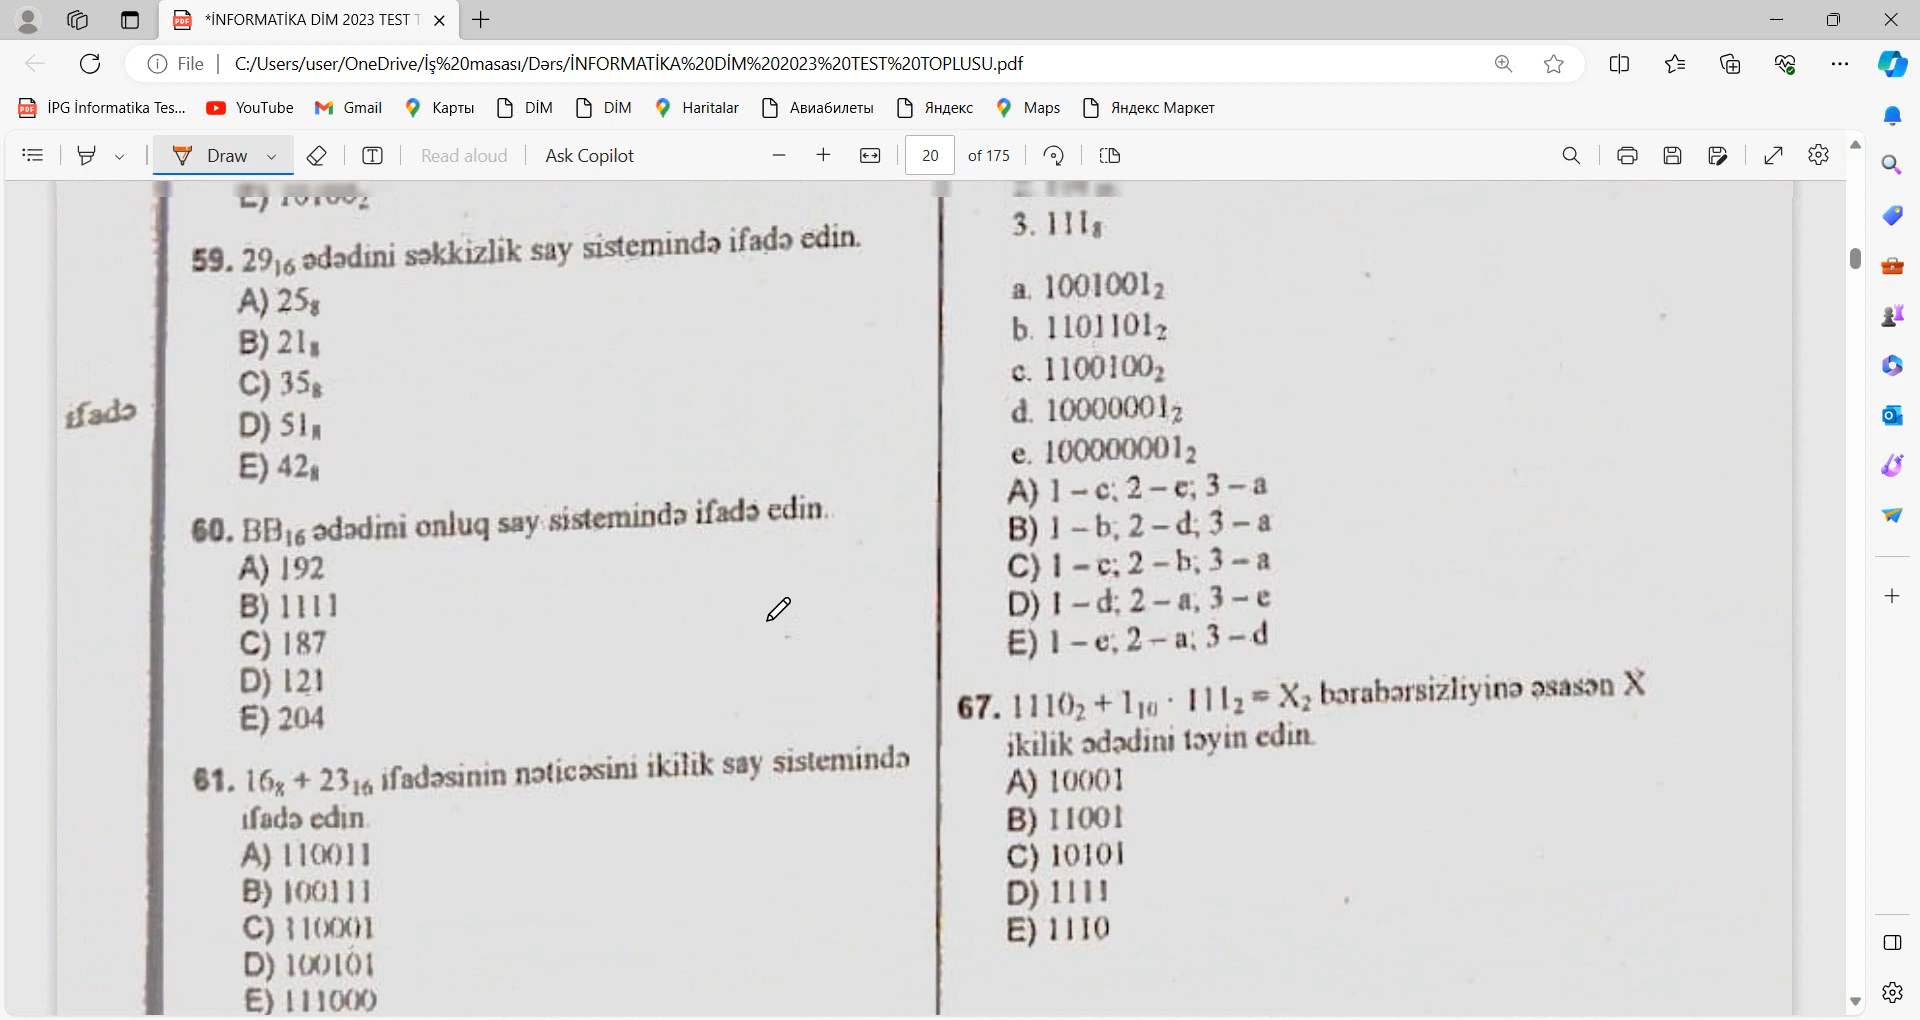 *İNFORMATİKA DİM 2023 TEST T
File
C:/Users/user/OneDrive/İş%20masası/Dərs/İNFORMATİKA%20DİM%202023%20TEST%20TOPLUSU.pdf
İPG İnformatika Tes... YouTube Gmail Карты DİM DİM Haritalar Авиабилеты Яндекс Maps Яндекс Маркет
Draw Read aloud Ask Copilot 20 of 175
E) 10100₂
59. 29₁₆ ədədini səkkizlik say sistemində ifadə edin.
A) 25₈
B) 21₈
C) 35₈
D) 51₈
E) 42₈
ifadə
60. BB₁₆ ədədini onluq say sistemində ifadə edin.
A) 192
B) 1111
C) 187
D) 121
E) 204
61. 16₈ + 23₁₆ ifadəsinin nəticəsini ikilik say sistemində
ifadə edin.
A) 110011
B) 100111
C) 110001
D) 100101
E) 111000
3. 111₈
a. 1001001₂
b. 1101101₂
c. 1100100₂
d. 10000001₂
e. 100000001₂
A) 1 – c; 2 – e; 3 – a
B) 1 – b; 2 – d; 3 – a
C) 1 – c; 2 – b; 3 – a
D) 1 – d; 2 – a; 3 – e
E) 1 – e; 2 – a; 3 – d
67. 1110₂ + 1₁₀ · 111₂ = X₂ bərabərsizliyinə əsasən X
ikilik ədədini təyin edin.
A) 10001
B) 11001
C) 10101
D) 1111
E) 1110